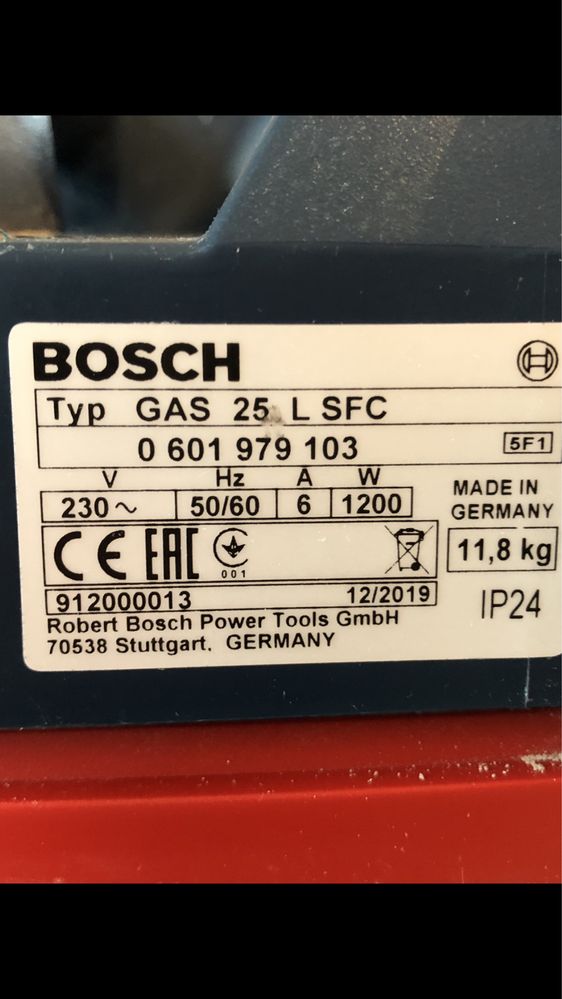 BOSCH
Typ GAS 25 L SFC
0 601 979 103 5F1
V Hz A W
230~ 50/60 6 1200
MADE IN
GERMANY
CE EAC 001
11,8 kg
912000013 12/2019
IP24
Robert Bosch Power Tools GmbH
70538 Stuttgart. GERMANY